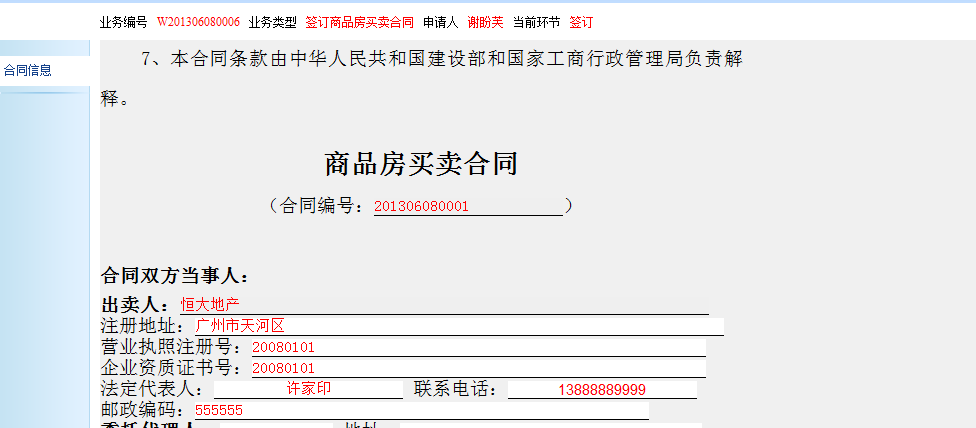 业务编号 W201306080006 业务类型 签订商品房买卖合同 申请人 谢盼芙 当前环节 签订
合同信息
7、本合同条款由中华人民共和国建设部和国家工商行政管理局负责解
释。
商品房买卖合同
（合同编号：201306080001）
合同双方当事人：
出卖人：恒大地产
注册地址：广州市天河区
营业执照注册号：20080101
企业资质证书号：20080101
法定代表人：许家印 联系电话：13888889999
邮政编码：555555
委托代理人 地址